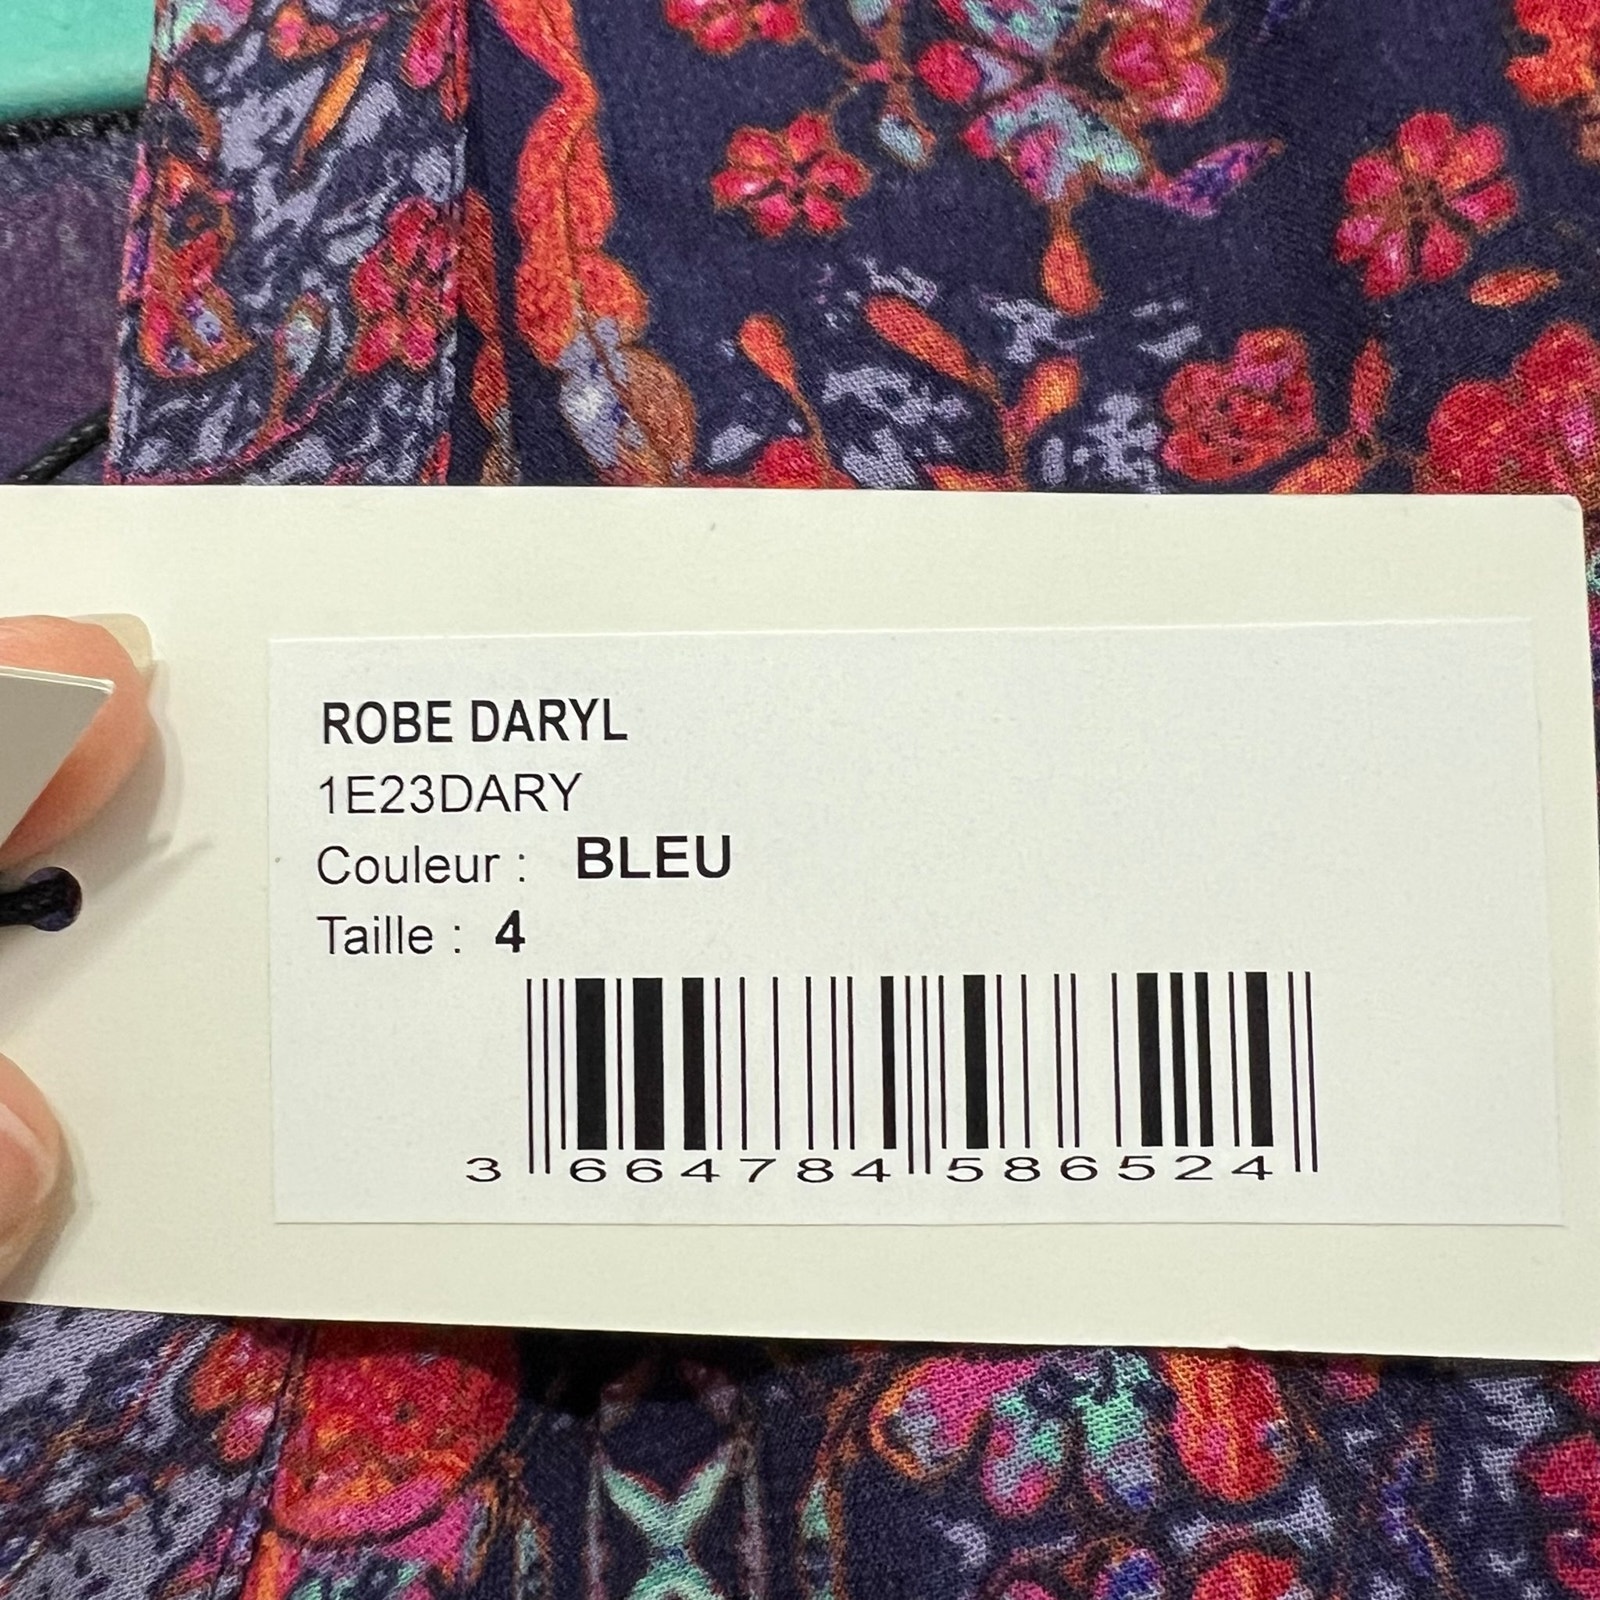 ROBE DARYL
1E23DARY
Couleur : BLEU
Taille : 4
3 664784 586524